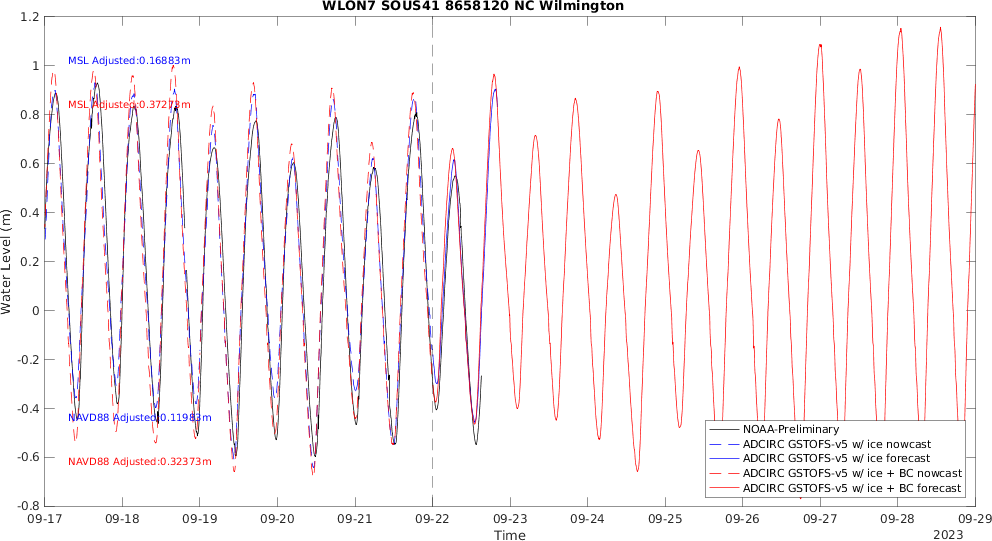 WLON7 SOUS41 8658120 NC Wilmington
1.2
1
0.8
0.6
0.4
0.2
0
-0.2
-0.4
-0.6
-0.8
Water Level (m)
MSL Adjusted:0.16883m
MSL Adjusted:0.37273m
NAVD88 Adjusted:0.11983m
NAVD88 Adjusted:0.32373m
NOAA-Preliminary
ADCIRC GSTOFS-v5 w/ ice nowcast
ADCIRC GSTOFS-v5 w/ ice forecast
ADCIRC GSTOFS-v5 w/ ice + BC nowcast
ADCIRC GSTOFS-v5 w/ ice + BC forecast
09-17 09-18 09-19 09-20 09-21 09-22 09-23 09-24 09-25 09-26 09-27 09-28 09-29
Time
2023